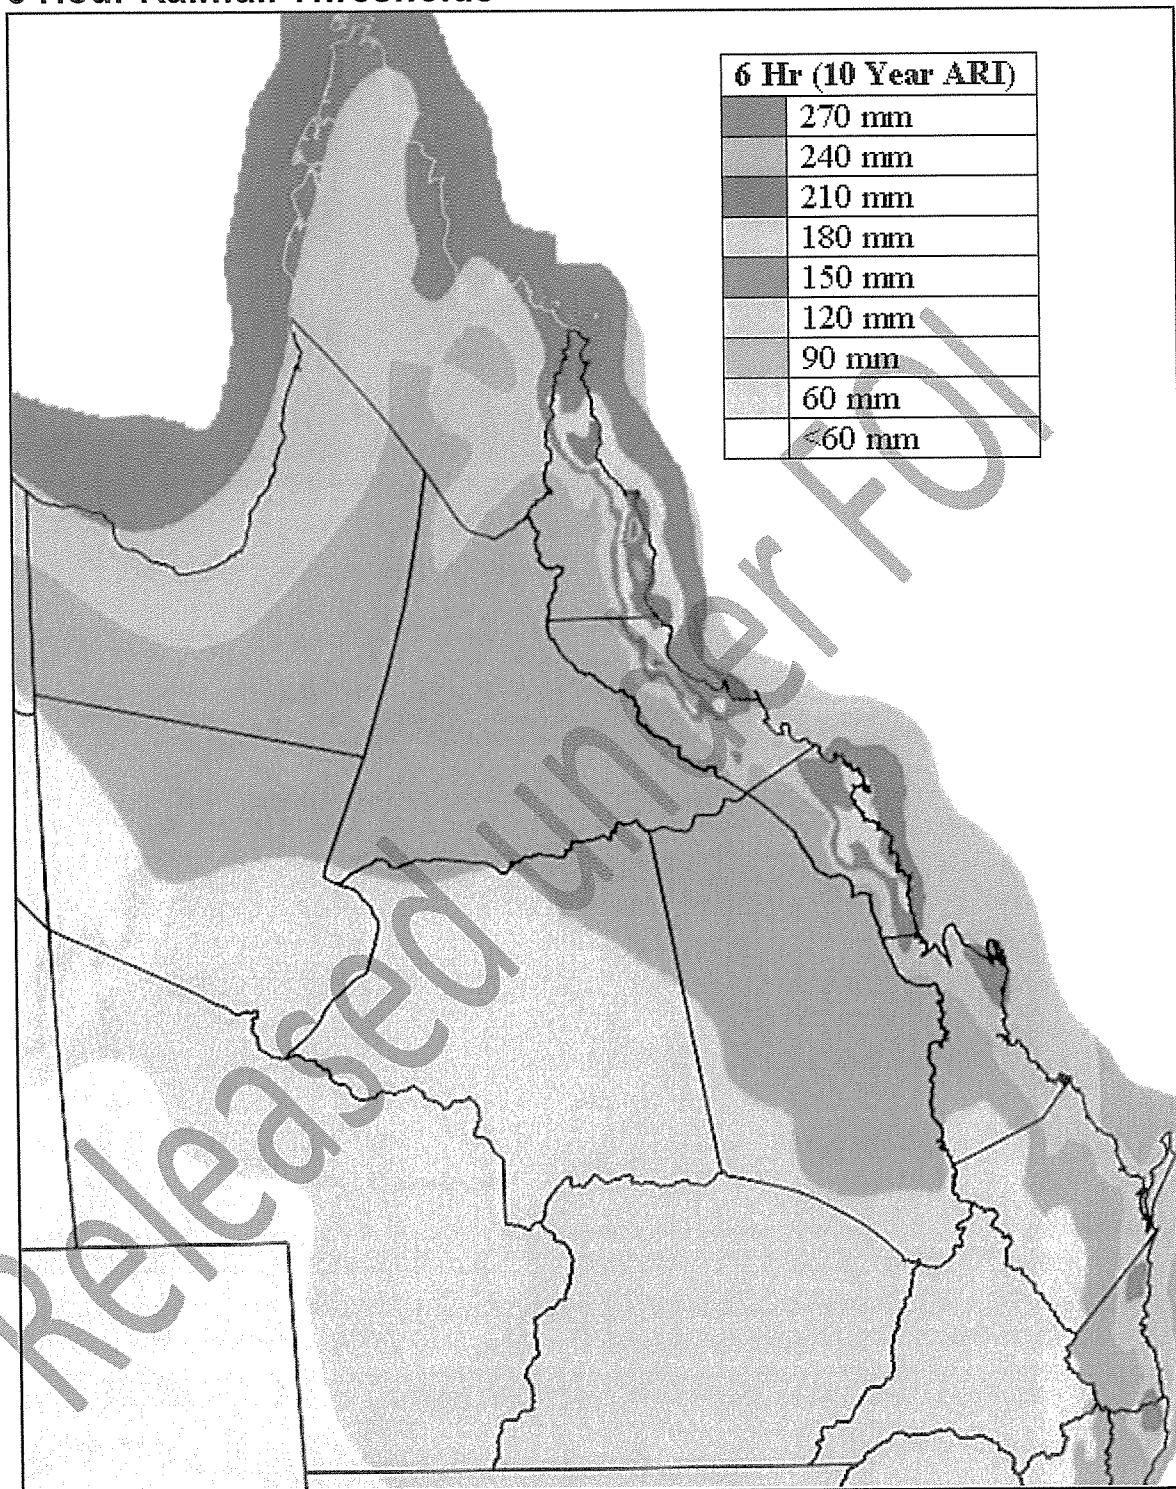 6 Hour Rainfall Thresholds
6 Hr (10 Year ARI)
270 mm
240 mm
210 mm
180 mm
150 mm
120 mm
90 mm
60 mm
<60 mm
Released under FOI